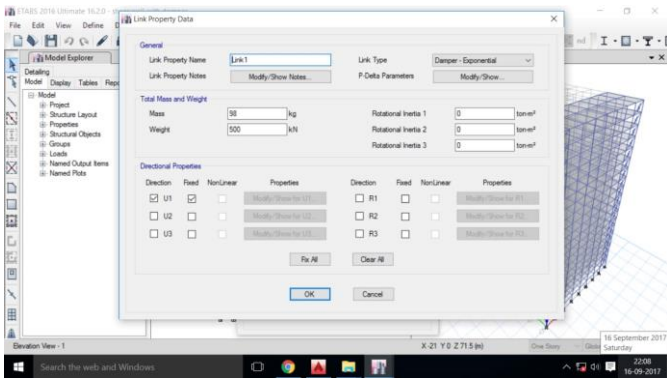 ETABS 2016 Ultimate 16.2.0
File Edit View Define
Link Property Data
Model Explorer
Detailing
Model Display Tables
Model
Project
Structure Layout
Properties
Structural Objects
Groups
Loads
Named Output Items
Named Plots
General
Link Property Name Link1 Link Type Damper - Exponential
Link Property Notes Modify/Show Notes... P-Delta Parameters Modify/Show...
Total Mass and Weight
Mass 98 kg Rotational Inertia 1 0 ton-m²
Weight 500 kN Rotational Inertia 2 0 ton-m²
Rotational Inertia 3 0 ton-m²
Directional Properties
Direction Fixed NonLinear Properties Direction Fixed NonLinear Properties
U1 Modify/Show for U1... R1 Modify/Show for R1...
U2 Modify/Show for U2... R2 Modify/Show for R2...
U3 Modify/Show for U3... R3 Modify/Show for R3...
Fix All Clear All
OK Cancel
Elevation View - 1 X -21 Y 0 Z 71.5 (m) One Story
16 September 2017
Saturday
Search the web and Windows
22:08
16-09-2017